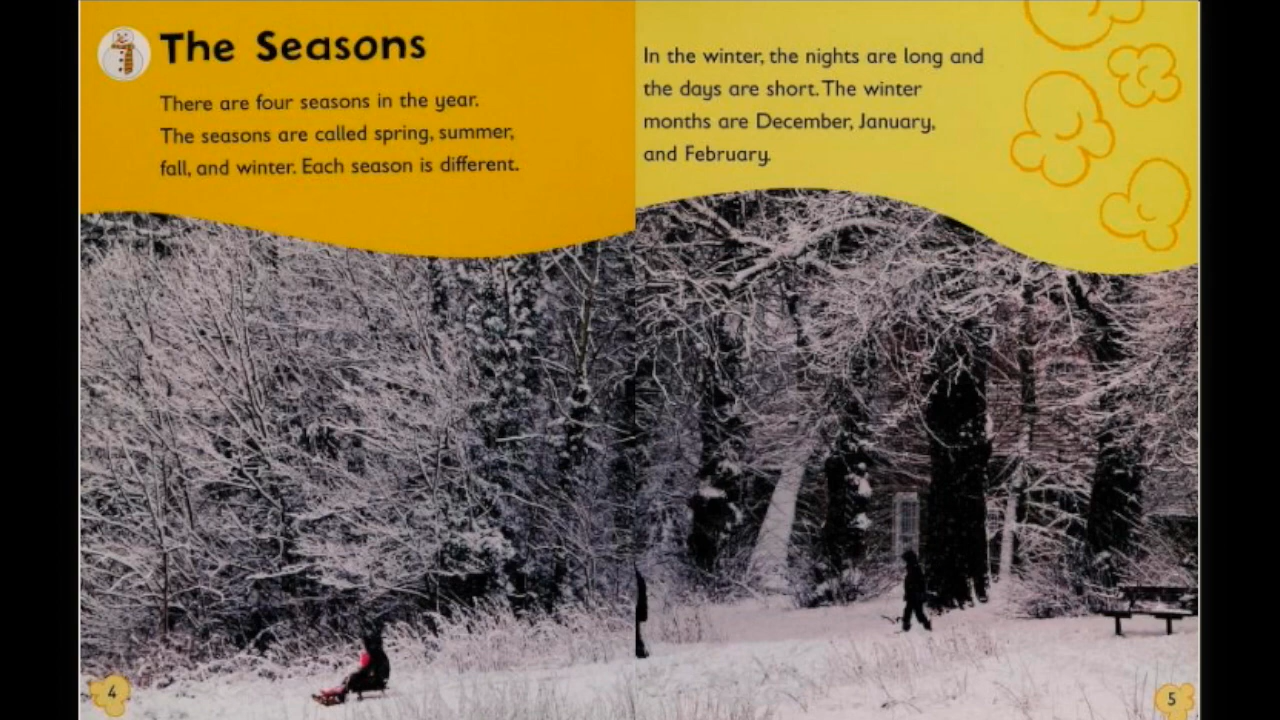 The Seasons
There are four seasons in the year.
The seasons are called spring, summer,
fall, and winter. Each season is different.
4
In the winter, the nights are long and
the days are short. The winter
months are December, January,
and February.
5